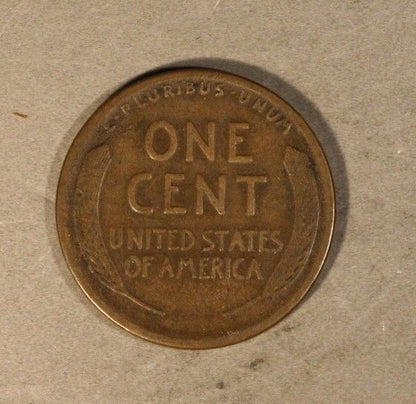 E·PLURIBUS·UNUM
ONE
CENT
UNITED STATES
OF AMERICA